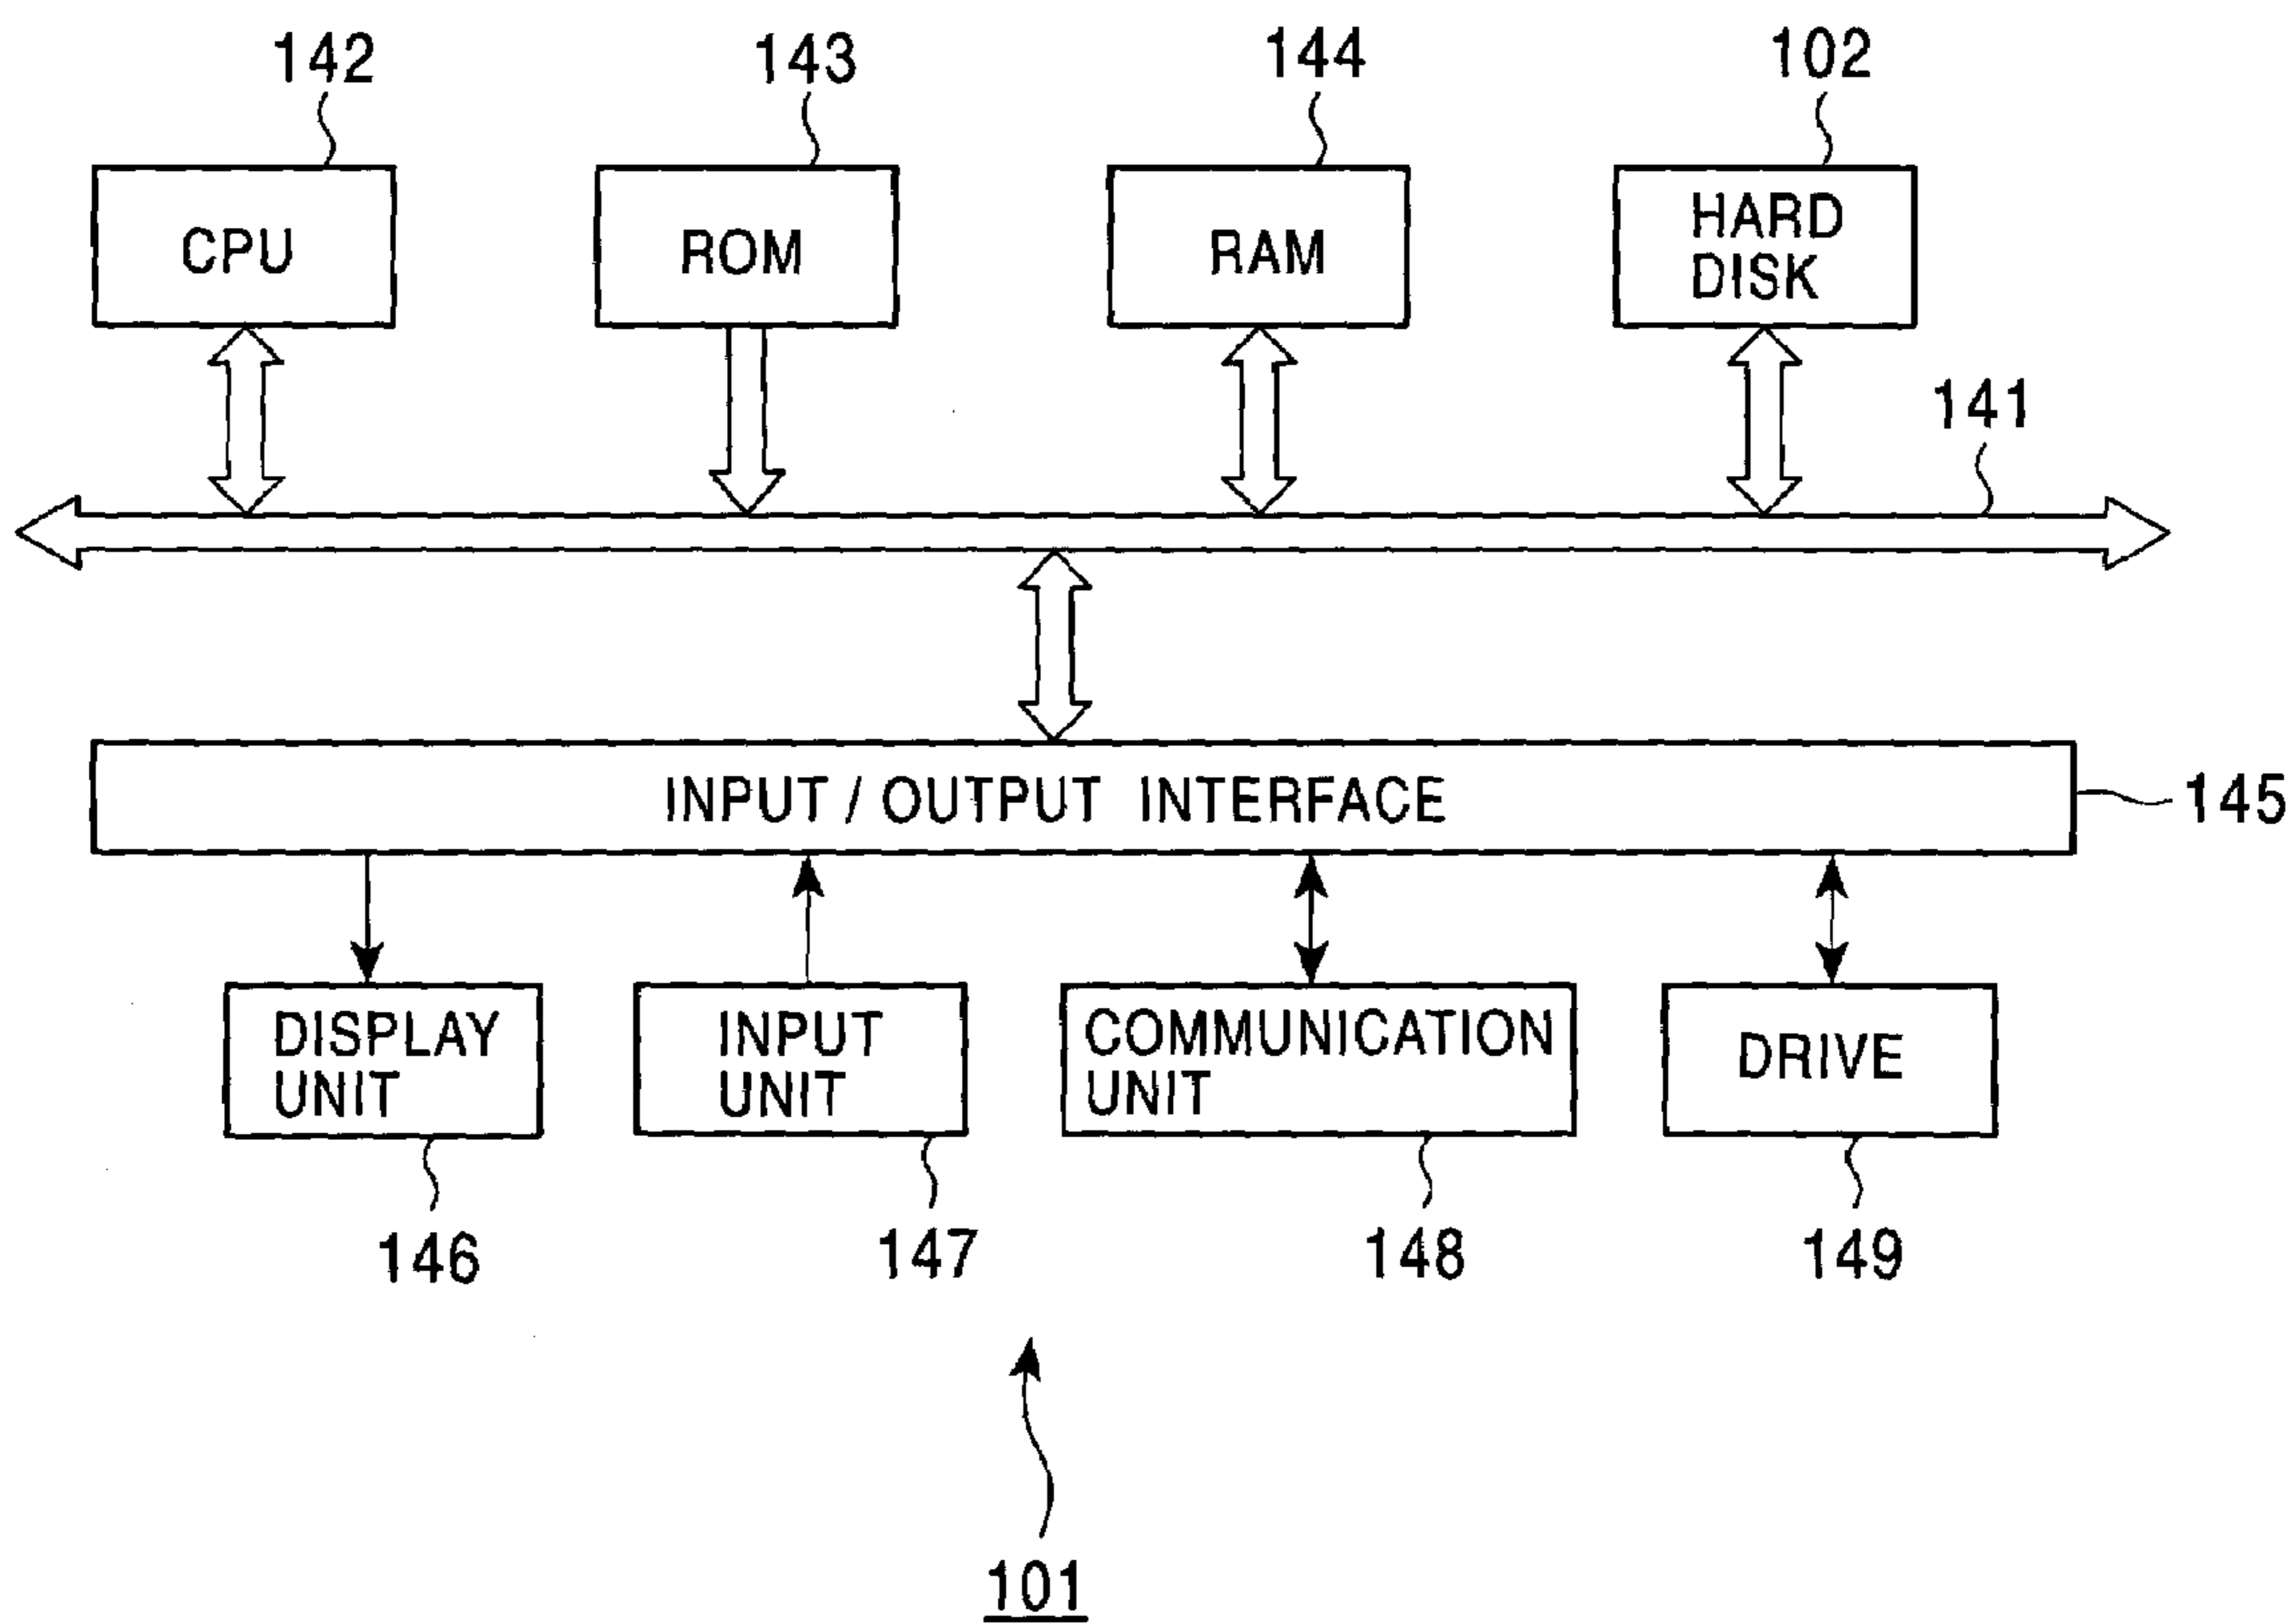 142
143
144
102
CPU
ROM
RAM
HARD
DISK
141
INPUT / OUTPUT INTERFACE
145
DISPLAY
UNIT
INPUT
UNIT
COMMUNICATION
UNIT
DRIVE
146
147
148
149
101